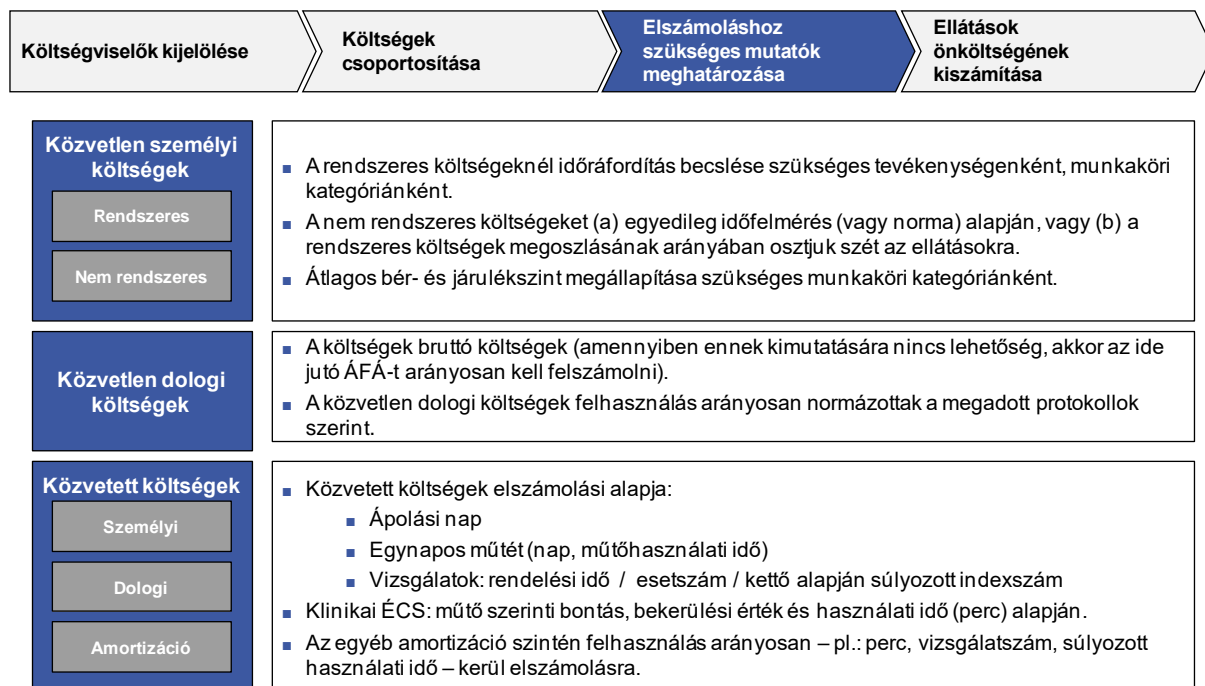 Költségviselők kijelölése
Költségek
csoportosítása
Elszámoláshoz
szükséges mutatók
meghatározása
Ellátások
önköltségének
kiszámítása
Közvetlen személyi
költségek
Rendszeres
Nem rendszeres
▪ A rendszeres költségeknél időráfordítás becslése szükséges tevékenységenként, munkaköri
kategóriánként.
▪ A nem rendszeres költségeket (a) egyedileg időfelmérés (vagy norma) alapján, vagy (b) a
rendszeres költségek megoszlásának arányában osztjuk szét az ellátásokra.
▪ Átlagos bér- és járulékszint megállapítása szükséges munkaköri kategóriánként.
Közvetlen dologi
költségek
▪ A költségek bruttó költségek (amennyiben ennek kimutatására nincs lehetőség, akkor az ide
jutó ÁFÁ-t arányosan kell felszámolni).
▪ A közvetlen dologi költségek felhasználás arányosan normázottak a megadott protokollok
szerint.
Közvetett költségek
Személyi
Dologi
Amortizáció
▪ Közvetett költségek elszámolási alapja:
▪ Ápolási nap
▪ Egynapos műtét (nap, műtőhasználati idő)
▪ Vizsgálatok: rendelési idő / esetszám / kettő alapján súlyozott indexszám
▪ Klinikai ÉCS: műtő szerinti bontás, bekerülési érték és használati idő (perc) alapján.
▪ Az egyéb amortizáció szintén felhasználás arányosan – pl.: perc, vizsgálatszám, súlyozott
használati idő – kerül elszámolásra.